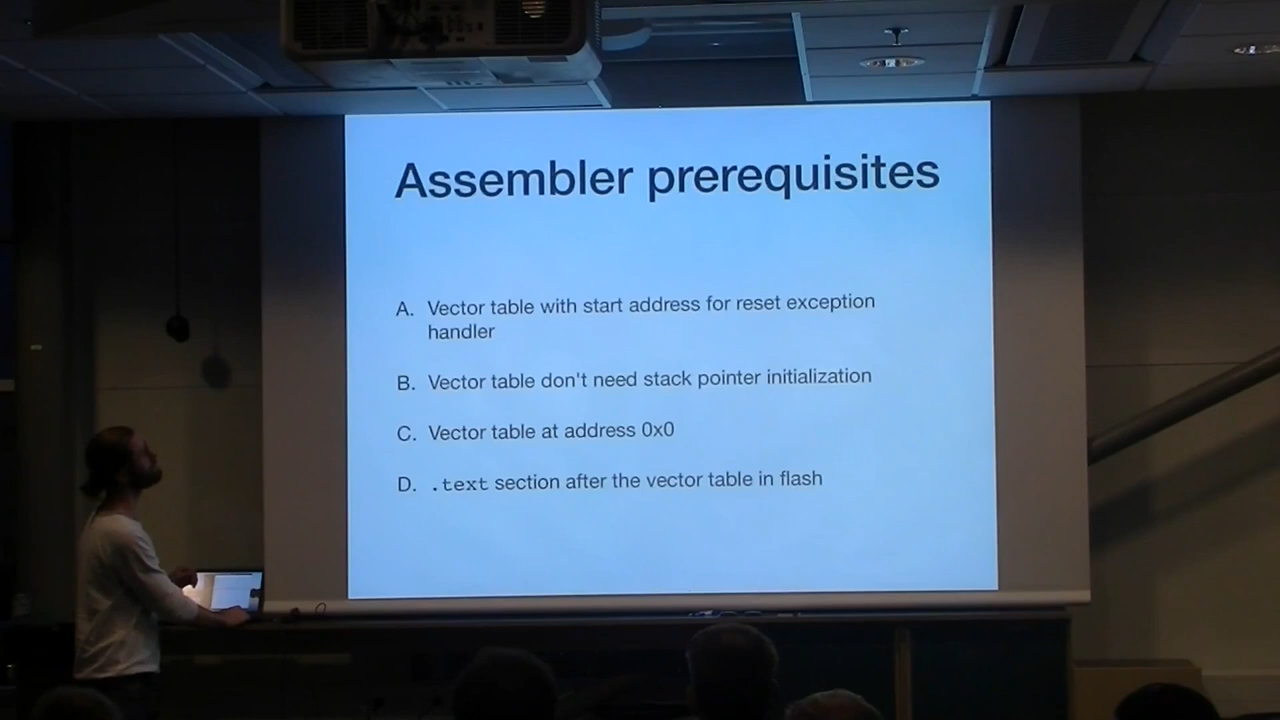 Assembler prerequisites
A. Vector table with start address for reset exception
handler
B. Vector table don't need stack pointer initialization
C. Vector table at address 0x0
D. .text section after the vector table in flash